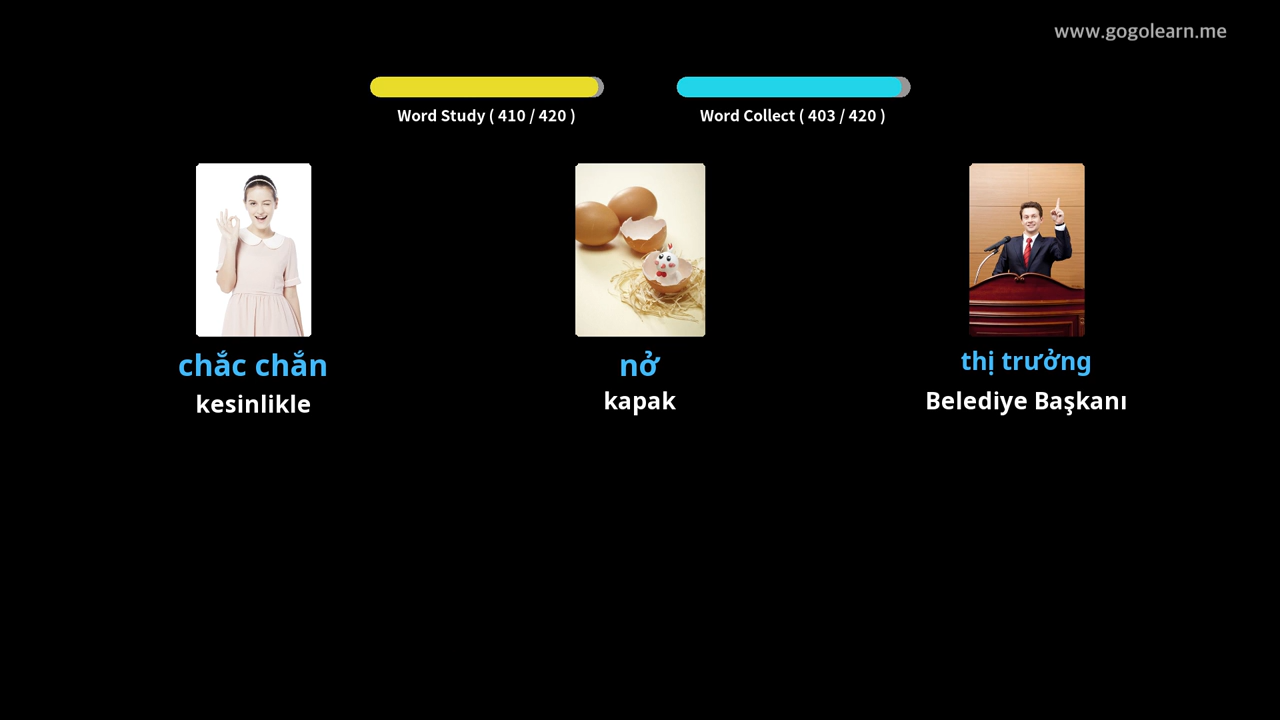 www.gogolearn.me
Word Study ( 410 / 420 )
Word Collect ( 403 / 420 )
chắc chắn
kesinlikle
nở
kapak
thị trưởng
Belediye Başkanı